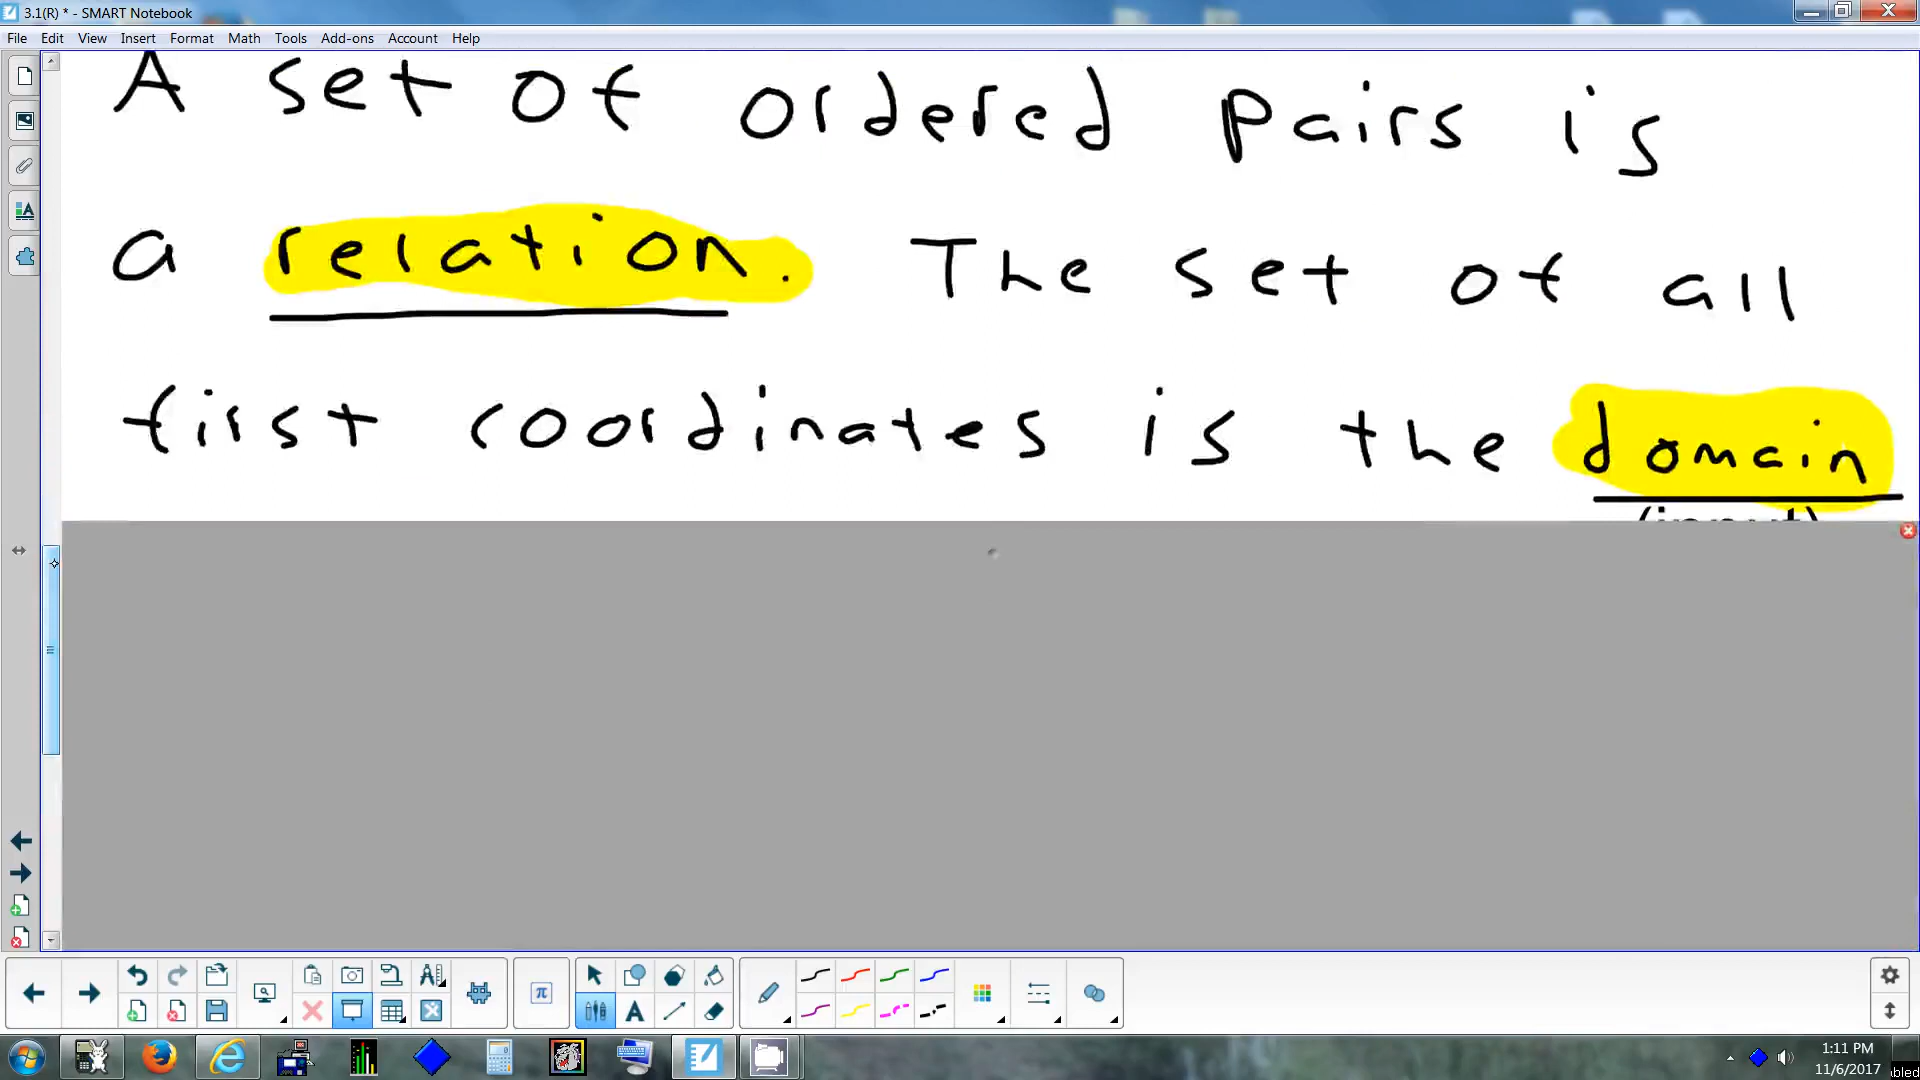 3.1(R) * - SMART Notebook
File Edit View Insert Format Math Tools Add-ons Account Help
A set of ordered pairs is
a relation. The set of all
first coordinates is the domain
1:11 PM
11/6/2017